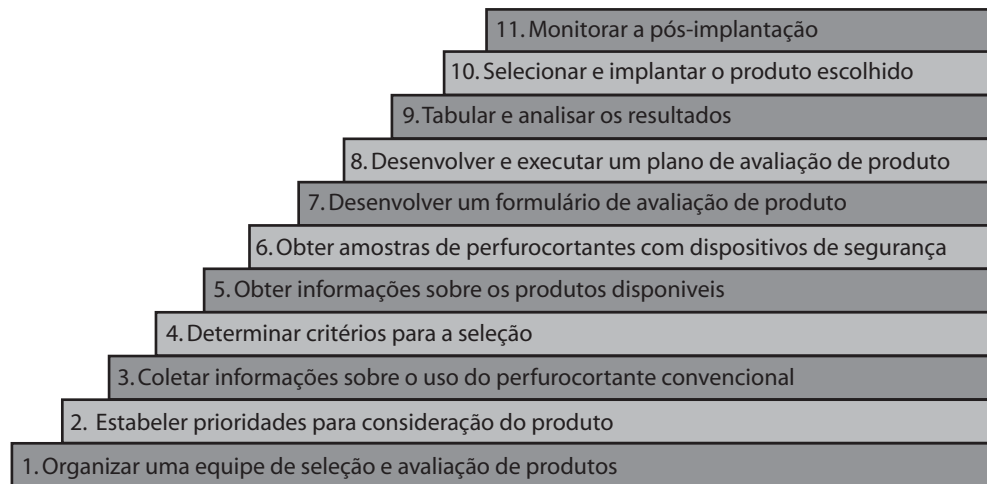 11. Monitorar a pós-implantação
10. Selecionar e implantar o produto escolhido
9. Tabular e analisar os resultados
8. Desenvolver e executar um plano de avaliação de produto
7. Desenvolver um formulário de avaliação de produto
6. Obter amostras de perfurocortantes com dispositivos de segurança
5. Obter informações sobre os produtos disponiveis
4. Determinar critérios para a seleção
3. Coletar informações sobre o uso do perfurocortante convencional
2. Estabeler prioridades para consideração do produto
1. Organizar uma equipe de seleção e avaliação de produtos